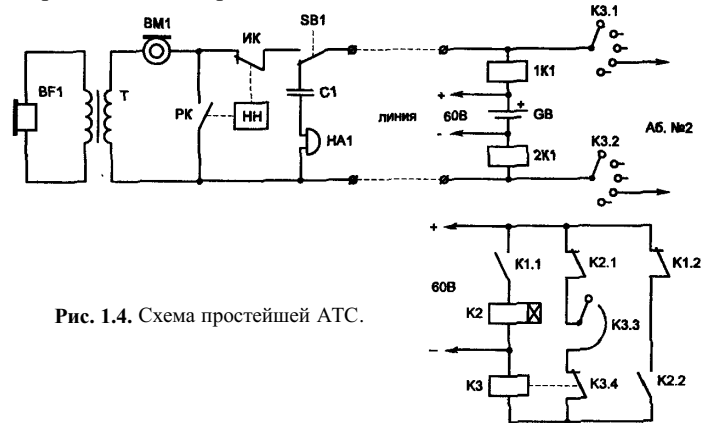 BM1
ИК
SB1
К3.1
BF1
Т
РК
НН
С1
НА1
линия
1К1
+
60В
+
GB
-
2К1
Аб. №2
К3.2
+
К1.1
К2.1
К1.2
60В
К2
К3.3
-
К3
К3.4
К2.2
Рис. 1.4. Схема простейшей АТС.